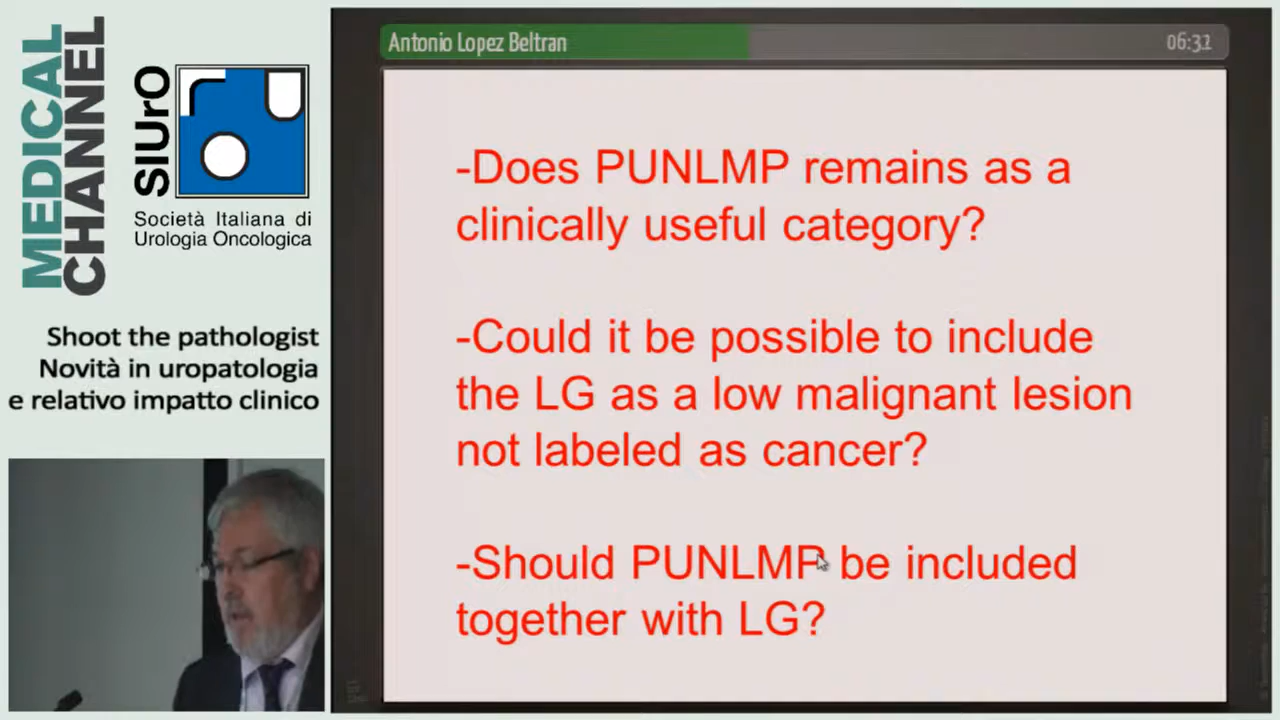 MEDICAL
CHANNEL
SIUrO
Società Italiana di
Urologia Oncologica
Shoot the pathologist
Novità in uropatologia
e relativo impatto clinico
Antonio Lopez Beltran
06:32
-Does PUNLMP remains as a
clinically useful category?
-Could it be possible to include
the LG as a low malignant lesion
not labeled as cancer?
-Should PUNLMP be included
together with LG?